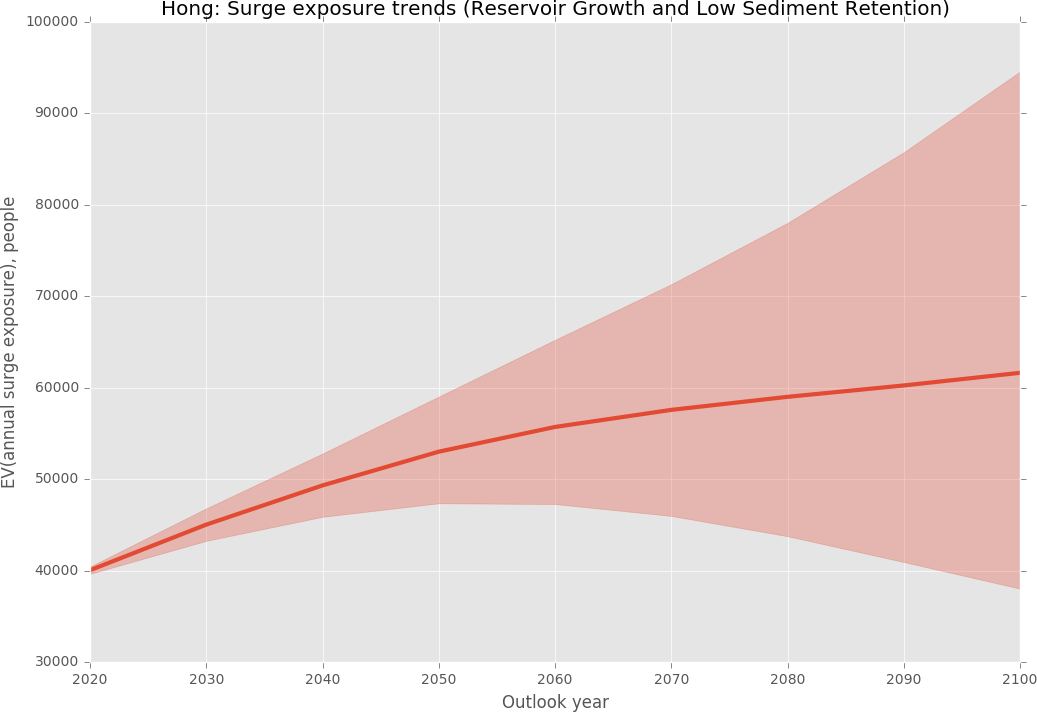 Hong: Surge exposure trends (Reservoir Growth and Low Sediment Retention)
100000
90000
80000
70000
60000
50000
40000
30000
EV(annual surge exposure), people
2020 2030 2040 2050 2060 2070 2080 2090 2100
Outlook year